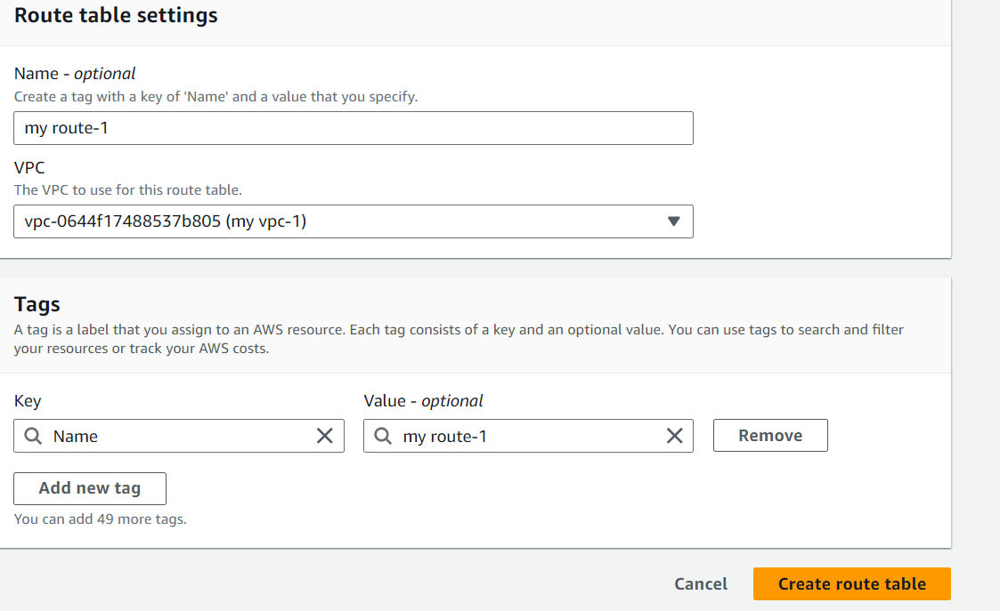 Route table settings
Name - optional
Create a tag with a key of 'Name' and a value that you specify.
my route-1
VPC
The VPC to use for this route table.
vpc-0644f17488537b805 (my vpc-1)
Tags
A tag is a label that you assign to an AWS resource. Each tag consists of a key and an optional value. You can use tags to search and filter
your resources or track your AWS costs.
Key
Value - optional
Name
my route-1
Remove
Add new tag
You can add 49 more tags.
Cancel
Create route table